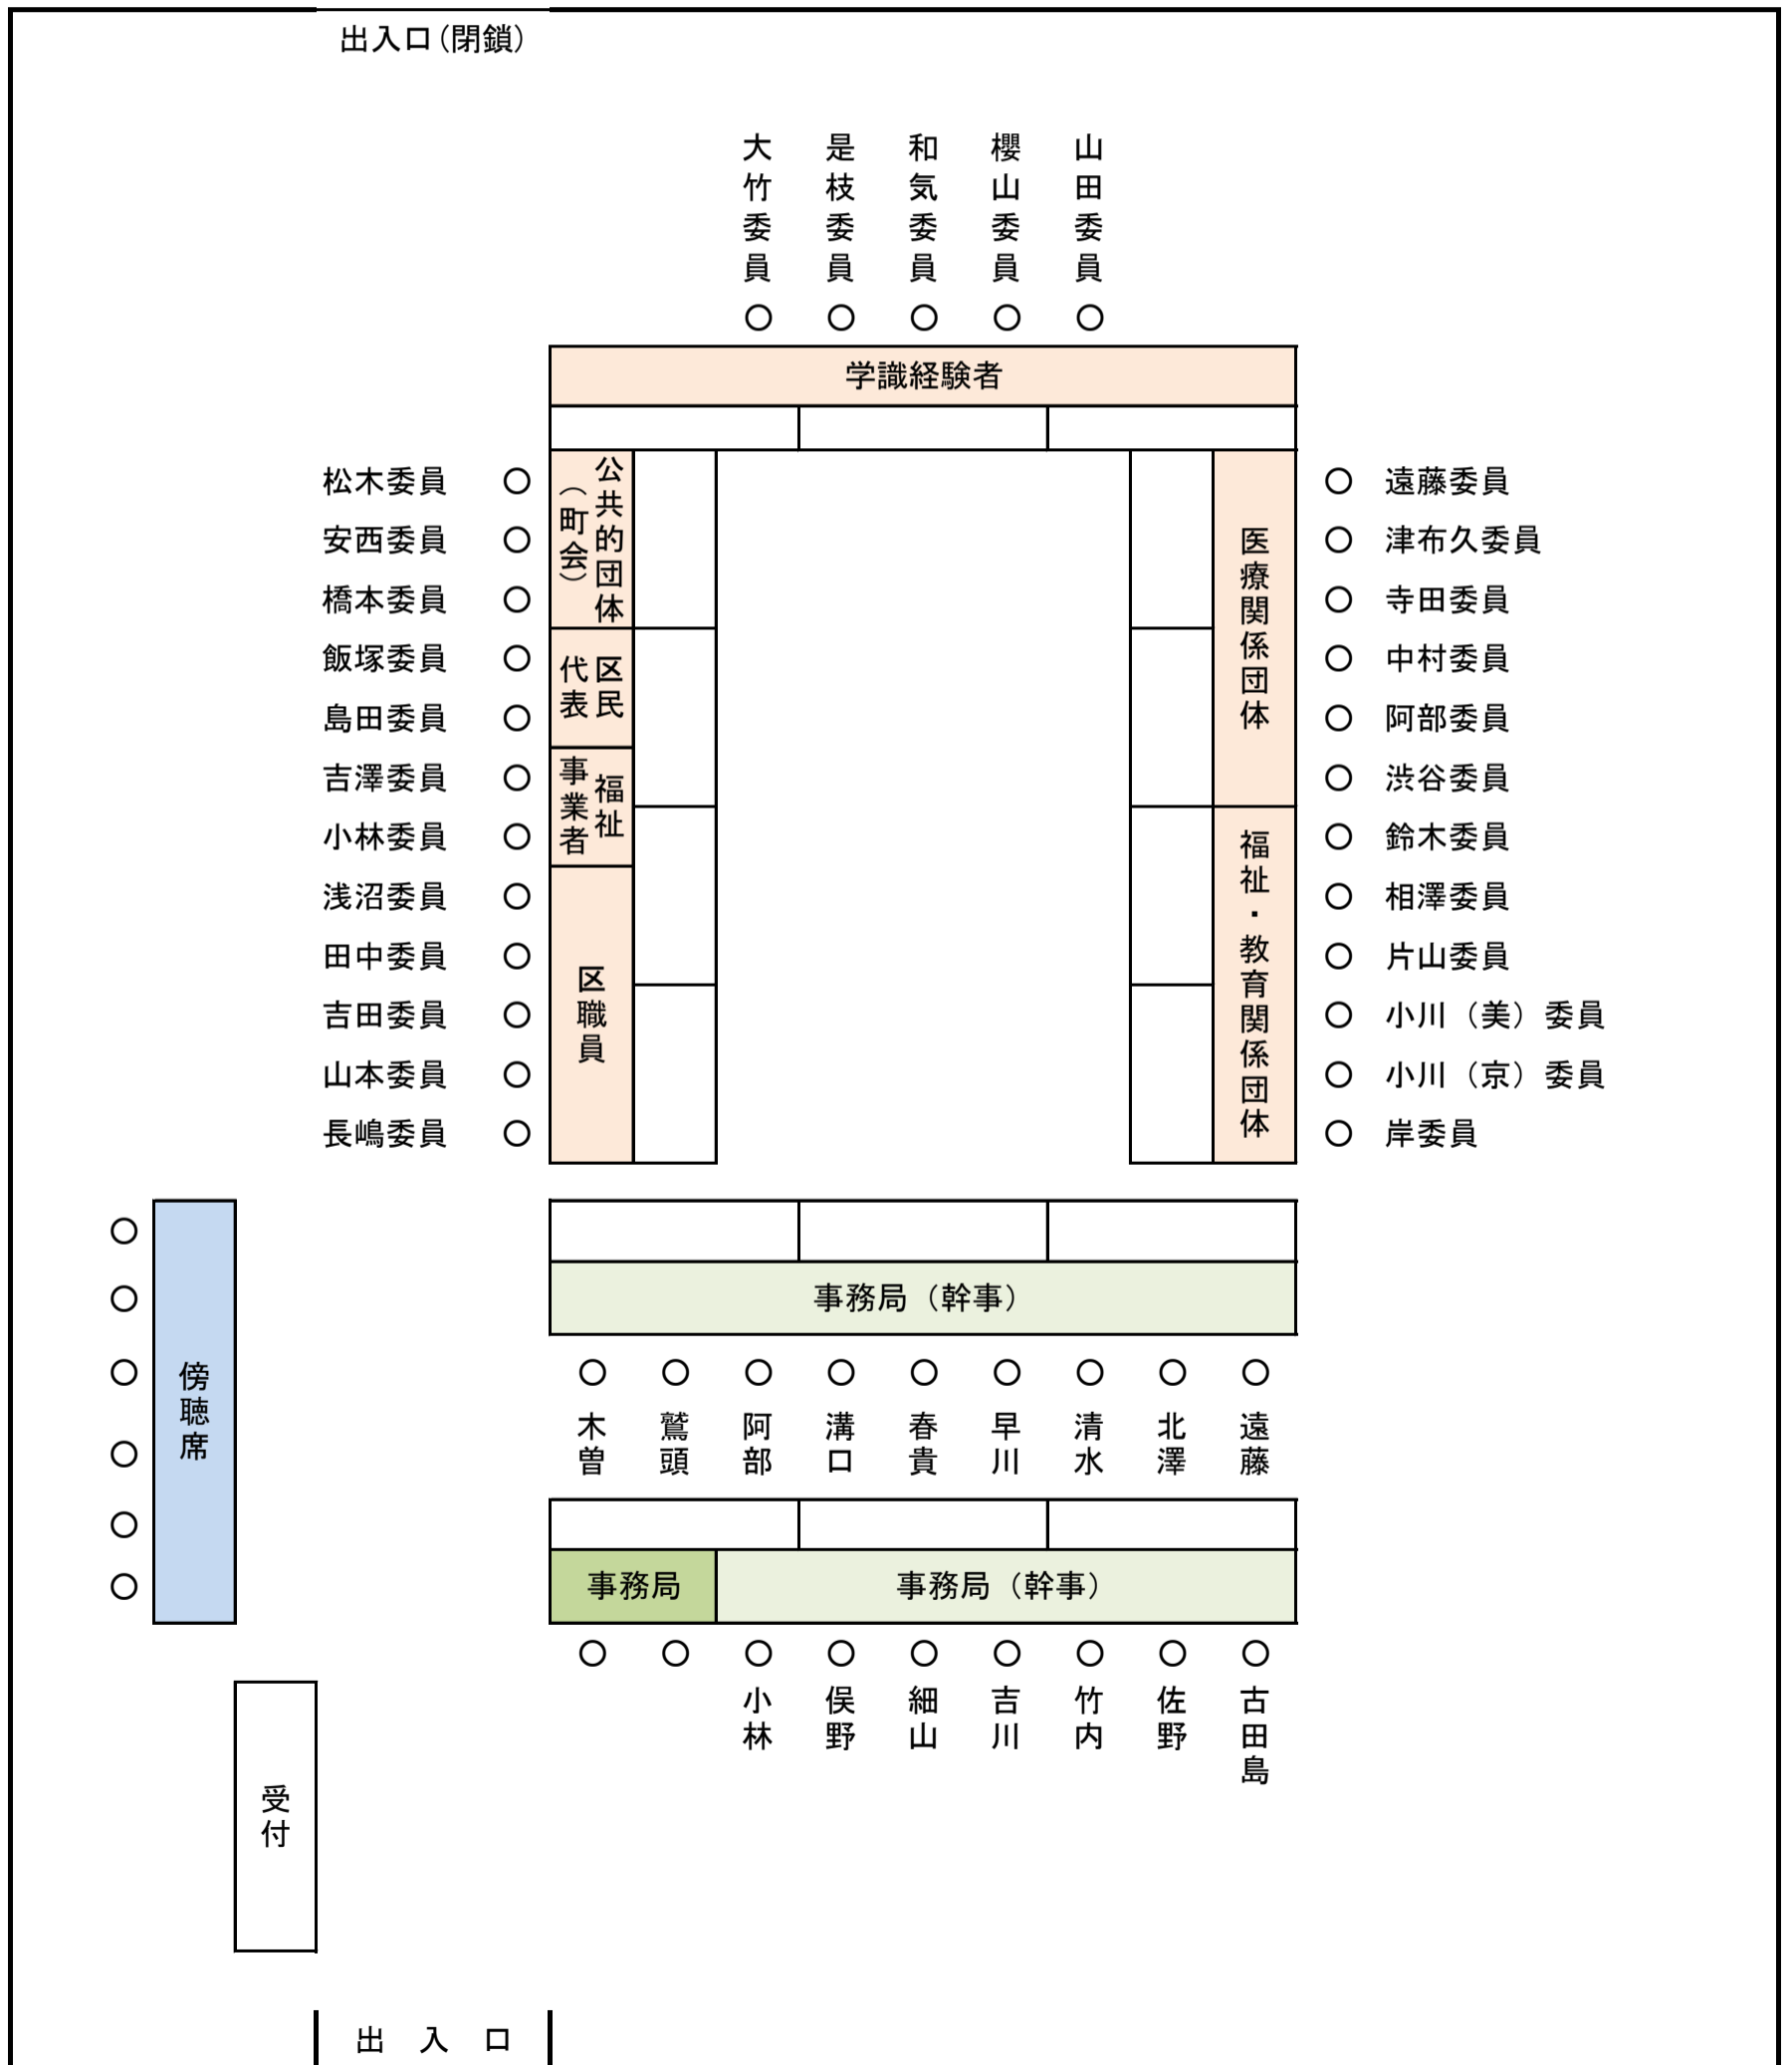 出入口(閉鎖)
大竹委員
是枝委員
和気委員
櫻山委員
山田委員
学識経験者
松木委員
安西委員
橋本委員
飯塚委員
島田委員
吉澤委員
小林委員
浅沼委員
田中委員
吉田委員
山本委員
長嶋委員
公共的団体
（町会）
区民
代表
福祉
事業者
区職員
医療関係団体
福祉・教育関係団体
遠藤委員
津布久委員
寺田委員
中村委員
阿部委員
渋谷委員
鈴木委員
相澤委員
片山委員
小川（美）委員
小川（京）委員
岸委員
傍聴席
事務局（幹事）
木曽
鷲頭
阿部
溝口
春貴
早川
清水
北澤
遠藤
事務局
事務局（幹事）
小林
俣野
細山
吉川
竹内
佐野
古田島
受付
出 入 口